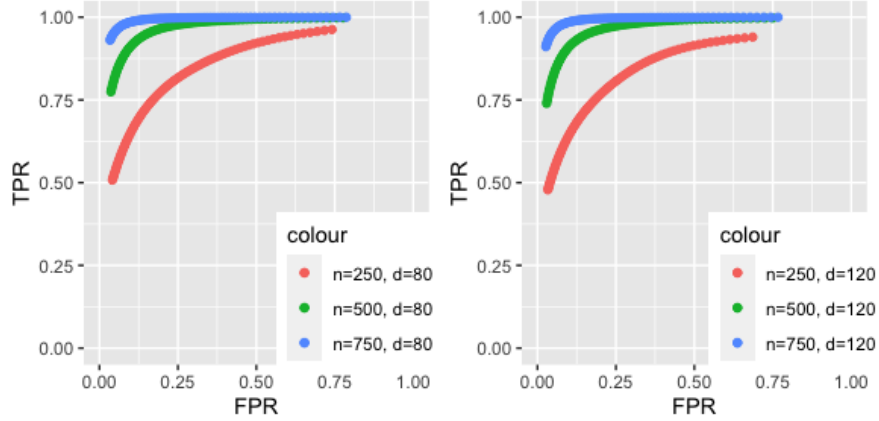 1.00
0.75
0.50
0.25
0.00
TPR
0.00 0.25 0.50 0.75 1.00
FPR
colour
n=250, d=80
n=500, d=80
n=750, d=80
1.00
0.75
0.50
0.25
0.00
TPR
0.00 0.25 0.50 0.75 1.00
FPR
colour
n=250, d=120
n=500, d=120
n=750, d=120